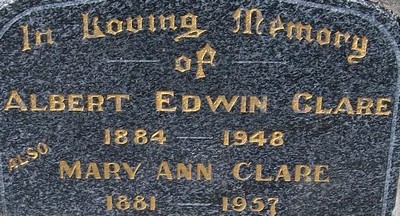 In Loving Memory
of
ALBERT EDWIN CLARE
1884 — 1948
ALSO
MARY ANN CLARE
1881 — 1957